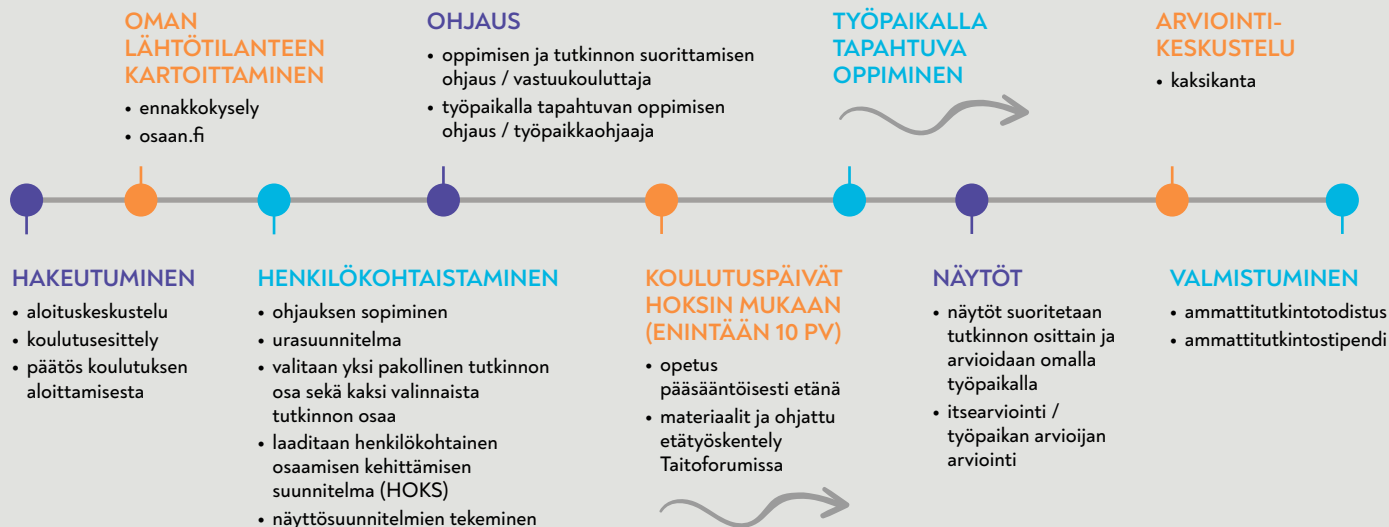 OMAN
LÄHTÖTILANTEEN
KARTOITTAMINEN
• ennakkokysely
• osaan.fi
OHJAUS
• oppimisen ja tutkinnon suorittamisen
ohjaus / vastuukouluttaja
• työpaikalla tapahtuvan oppimisen
ohjaus / työpaikkaohjaaja
TYÖPAIKALLA
TAPAHTUVA
OPPIMINEN
ARVIOINTI-
KESKUSTELU
• kaksikanta
HAKEUTUMINEN
• aloituskeskustelu
• koulutusesittely
• päätös koulutuksen
aloittamisesta
HENKILÖKOHTAISTAMINEN
• ohjauksen sopiminen
• urasuunnitelma
• valitaan yksi pakollinen tutkinnon
osa sekä kaksi valinnaista
tutkinnon osaa
• laaditaan henkilökohtainen
osaamisen kehittämisen
suunnitelma (HOKS)
• näyttösuunnitelmien tekeminen
KOULUTUSPÄIVÄT
HOKSIN MUKAAN
(ENINTÄÄN 10 PV)
• opetus
pääsääntöisesti etänä
• materiaalit ja ohjattu
etätyöskentely
Taitoforumissa
NÄYTÖT
• näytöt suoritetaan
tutkinnon osittain ja
arvioidaan omalla
työpaikalla
• itsearviointi /
työpaikan arvioijan
arviointi
VALMISTUMINEN
• ammattitutkintotodistus
• ammattitutkintostipendi